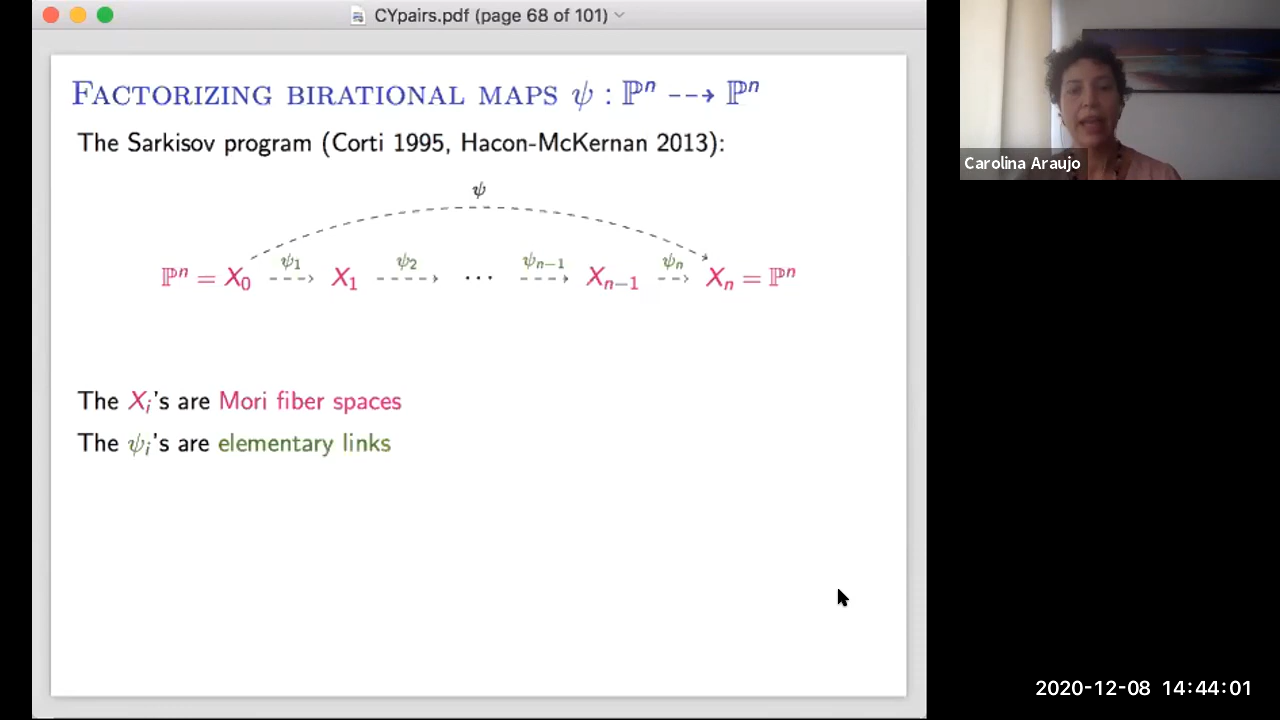 CYpairs.pdf (page 68 of 101)
FACTORIZING BIRATIONAL MAPS ψ : ℙⁿ ⇢ ℙⁿ
The Sarkisov program (Corti 1995, Hacon-McKernan 2013):
ψ
ψ₁ ψ₂ ψₙ₋₁ ψₙ
ℙⁿ = X₀ ⇢ X₁ ⇢ ⋯ ⇢ Xₙ₋₁ ⇢ Xₙ = ℙⁿ
The Xᵢ's are Mori fiber spaces
The ψᵢ's are elementary links
Carolina Araujo
2020-12-08 14:44:01